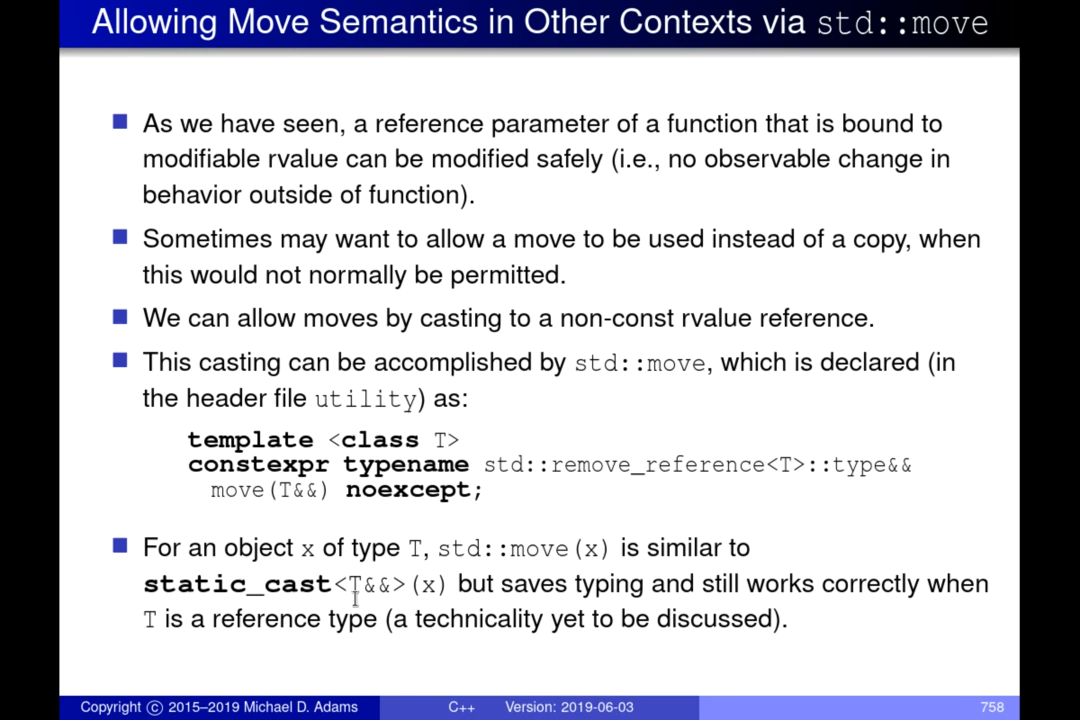 Allowing Move Semantics in Other Contexts via std::move
As we have seen, a reference parameter of a function that is bound to
modifiable rvalue can be modified safely (i.e., no observable change in
behavior outside of function).
Sometimes may want to allow a move to be used instead of a copy, when
this would not normally be permitted.
We can allow moves by casting to a non-const rvalue reference.
This casting can be accomplished by std::move, which is declared (in
the header file utility) as:
template <class T>
constexpr typename std::remove_reference<T>::type&&
move(T&&) noexcept;
For an object x of type T, std::move(x) is similar to
static_cast<T&&>(x) but saves typing and still works correctly when
T is a reference type (a technicality yet to be discussed).
Copyright © 2015–2019 Michael D. Adams C++ Version: 2019-06-03 758